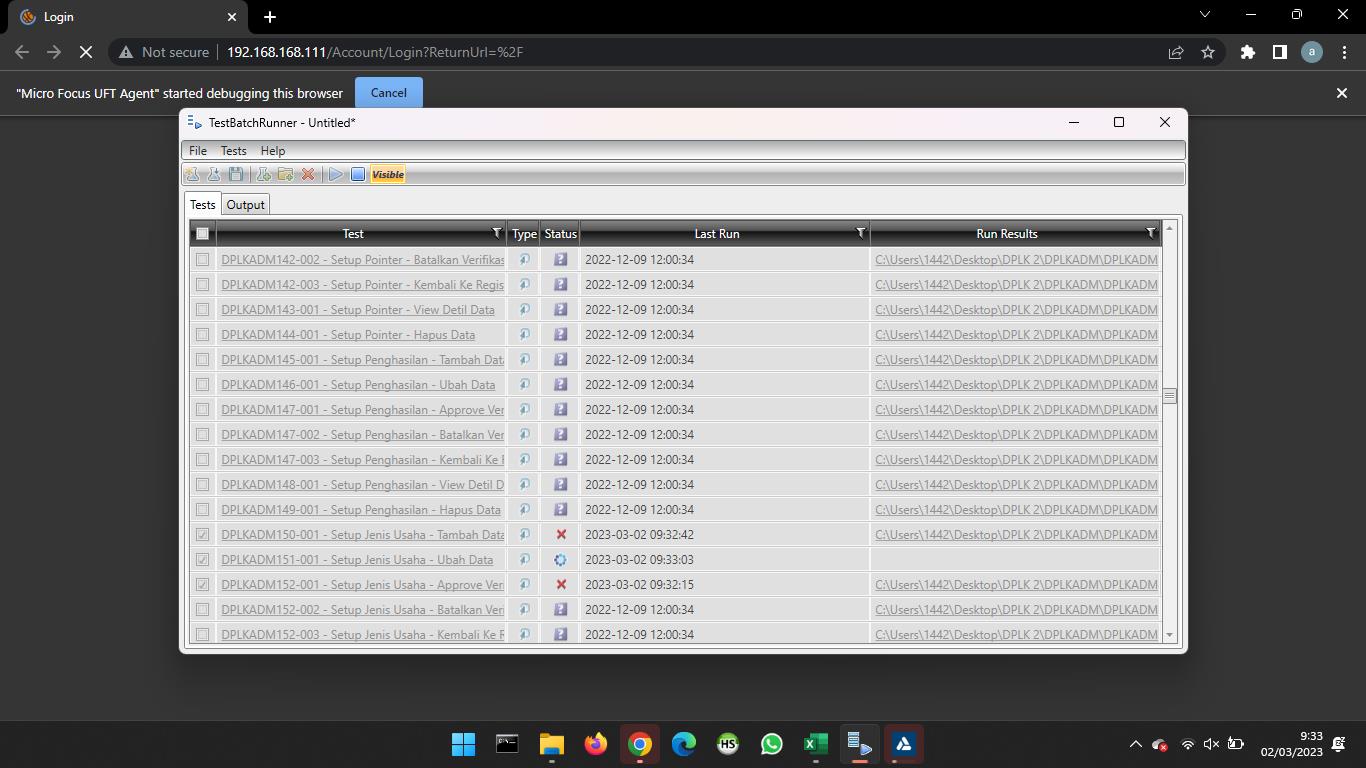 Login
Not secure
192.168.168.111/Account/Login?ReturnUrl=%2F
a
"Micro Focus UFT Agent" started debugging this browser
Cancel
TestBatchRunner - Untitled*
File Tests Help
Visible
Tests Output
Test Type Status Last Run Run Results
DPLKADM142-002 - Setup Pointer - Batalkan Verifikas ? 2022-12-09 12:00:34 C:\Users\1442\Desktop\DPLK 2\DPLKADM\DPLKADM
DPLKADM142-003 - Setup Pointer - Kembali Ke Regis ? 2022-12-09 12:00:34 C:\Users\1442\Desktop\DPLK 2\DPLKADM\DPLKADM
DPLKADM143-001 - Setup Pointer - View Detil Data ? 2022-12-09 12:00:34 C:\Users\1442\Desktop\DPLK 2\DPLKADM\DPLKADM
DPLKADM144-001 - Setup Pointer - Hapus Data ? 2022-12-09 12:00:34 C:\Users\1442\Desktop\DPLK 2\DPLKADM\DPLKADM
DPLKADM145-001 - Setup Penghasilan - Tambah Dat ? 2022-12-09 12:00:34 C:\Users\1442\Desktop\DPLK 2\DPLKADM\DPLKADM
DPLKADM146-001 - Setup Penghasilan - Ubah Data ? 2022-12-09 12:00:34 C:\Users\1442\Desktop\DPLK 2\DPLKADM\DPLKADM
DPLKADM147-001 - Setup Penghasilan - Approve Ver ? 2022-12-09 12:00:34 C:\Users\1442\Desktop\DPLK 2\DPLKADM\DPLKADM
DPLKADM147-002 - Setup Penghasilan - Batalkan Ver ? 2022-12-09 12:00:34 C:\Users\1442\Desktop\DPLK 2\DPLKADM\DPLKADM
DPLKADM147-003 - Setup Penghasilan - Kembali Ke ? 2022-12-09 12:00:34 C:\Users\1442\Desktop\DPLK 2\DPLKADM\DPLKADM
DPLKADM148-001 - Setup Penghasilan - View Detil D ? 2022-12-09 12:00:34 C:\Users\1442\Desktop\DPLK 2\DPLKADM\DPLKADM
DPLKADM149-001 - Setup Penghasilan - Hapus Data ? 2022-12-09 12:00:34 C:\Users\1442\Desktop\DPLK 2\DPLKADM\DPLKADM
DPLKADM150-001 - Setup Jenis Usaha - Tambah Data 2023-03-02 09:32:42 C:\Users\1442\Desktop\DPLK 2\DPLKADM\DPLKADM
DPLKADM151-001 - Setup Jenis Usaha - Ubah Data 2023-03-02 09:33:03
DPLKADM152-001 - Setup Jenis Usaha - Approve Ver 2023-03-02 09:32:15 C:\Users\1442\Desktop\DPLK 2\DPLKADM\DPLKADM
DPLKADM152-002 - Setup Jenis Usaha - Batalkan Ver ? 2022-12-09 12:00:34 C:\Users\1442\Desktop\DPLK 2\DPLKADM\DPLKADM
DPLKADM152-003 - Setup Jenis Usaha - Kembali Ke R ? 2022-12-09 12:00:34 C:\Users\1442\Desktop\DPLK 2\DPLKADM\DPLKADM
HS
9:33
02/03/2023